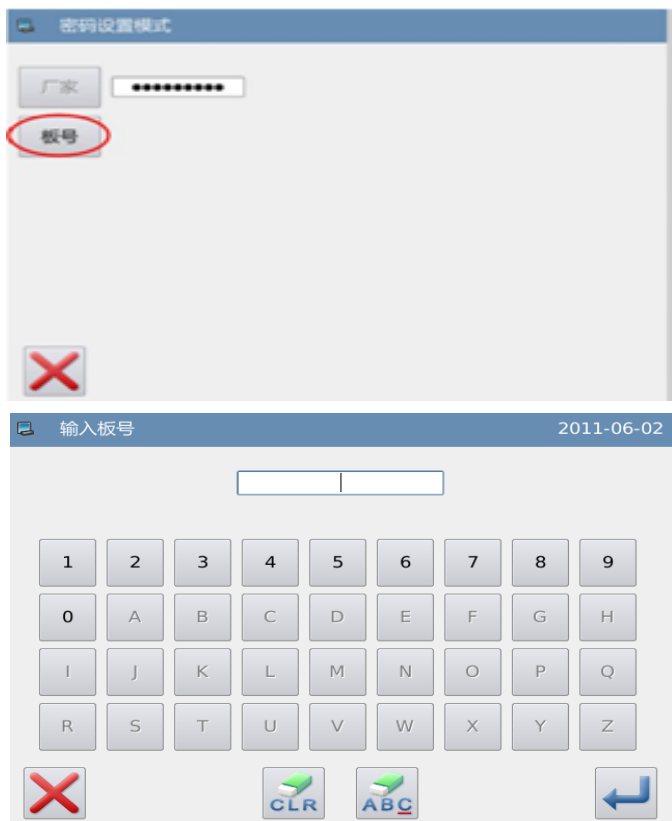 密码设置模式
厂家 •••••••••
板号
输入板号 2011-06-02
1 2 3 4 5 6 7 8 9
0 A B C D E F G H
I J K L M N O P Q
R S T U V W X Y Z
CLR ABC